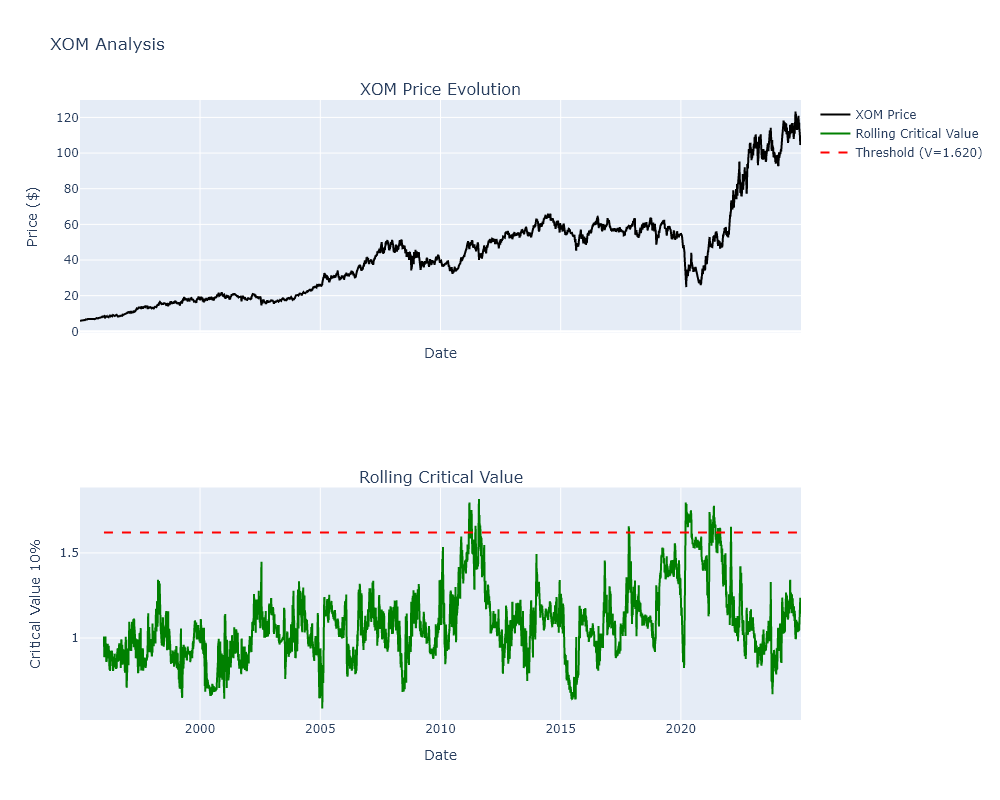 XOM Analysis
XOM Price Evolution
XOM Price
Rolling Critical Value
Threshold (V=1.620)
Price ($)
120
100
80
60
40
20
0
Date
Rolling Critical Value
Critical Value 10%
1.5
1
2000
2005
2010
2015
2020
Date